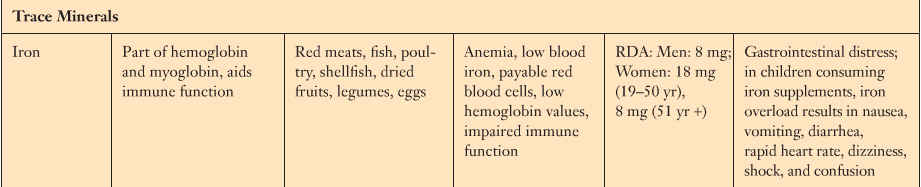 Trace Minerals
Iron
Part of hemoglobin
and myoglobin, aids
immune function
Red meats, fish, poul-
try, shellfish, dried
fruits, legumes, eggs
Anemia, low blood
iron, payable red
blood cells, low
hemoglobin values,
impaired immune
function
RDA: Men: 8 mg;
Women: 18 mg
(19–50 yr),
8 mg (51 yr +)
Gastrointestinal distress;
in children consuming
iron supplements, iron
overload results in nausea,
vomiting, diarrhea,
rapid heart rate, dizziness,
shock, and confusion